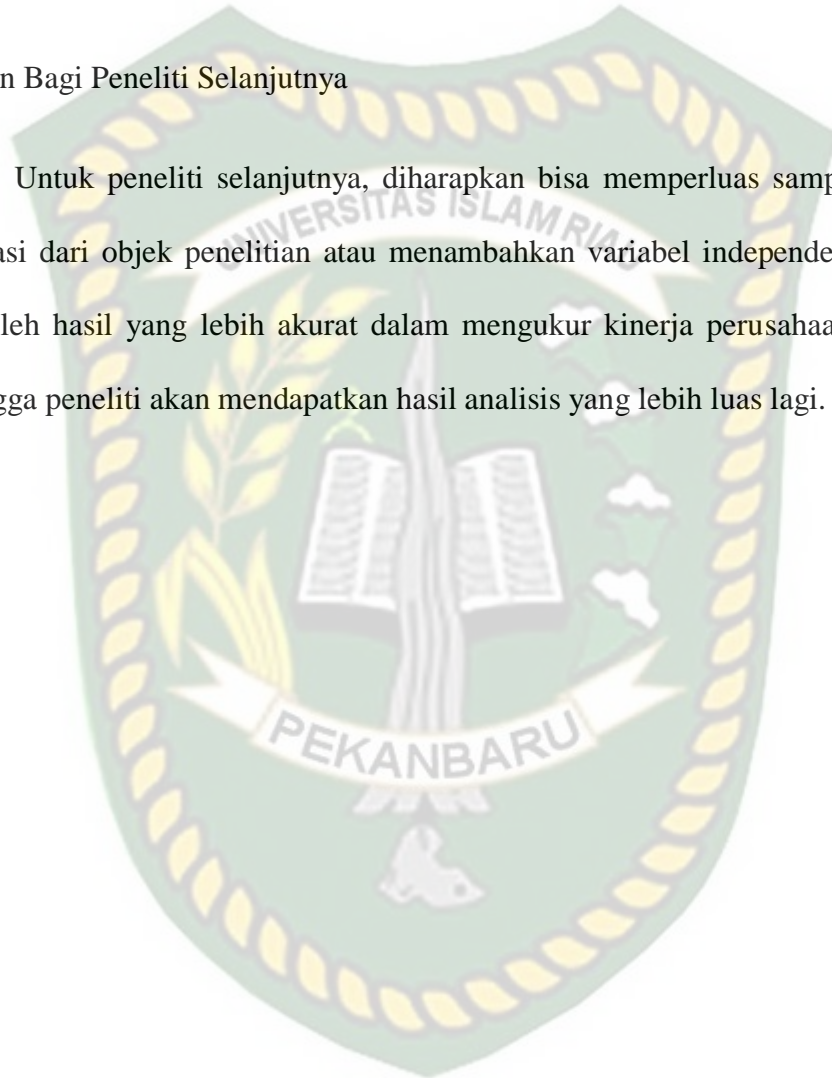 n Bagi Peneliti Selanjutnya
Untuk peneliti selanjutnya, diharapkan bisa memperluas samp
asi dari objek penelitian atau menambahkan variabel independe
leh hasil yang lebih akurat dalam mengukur kinerja perusahaa
gga peneliti akan mendapatkan hasil analisis yang lebih luas lagi.
UNIVERSITAS ISLAM RIAU
PEKANBARU